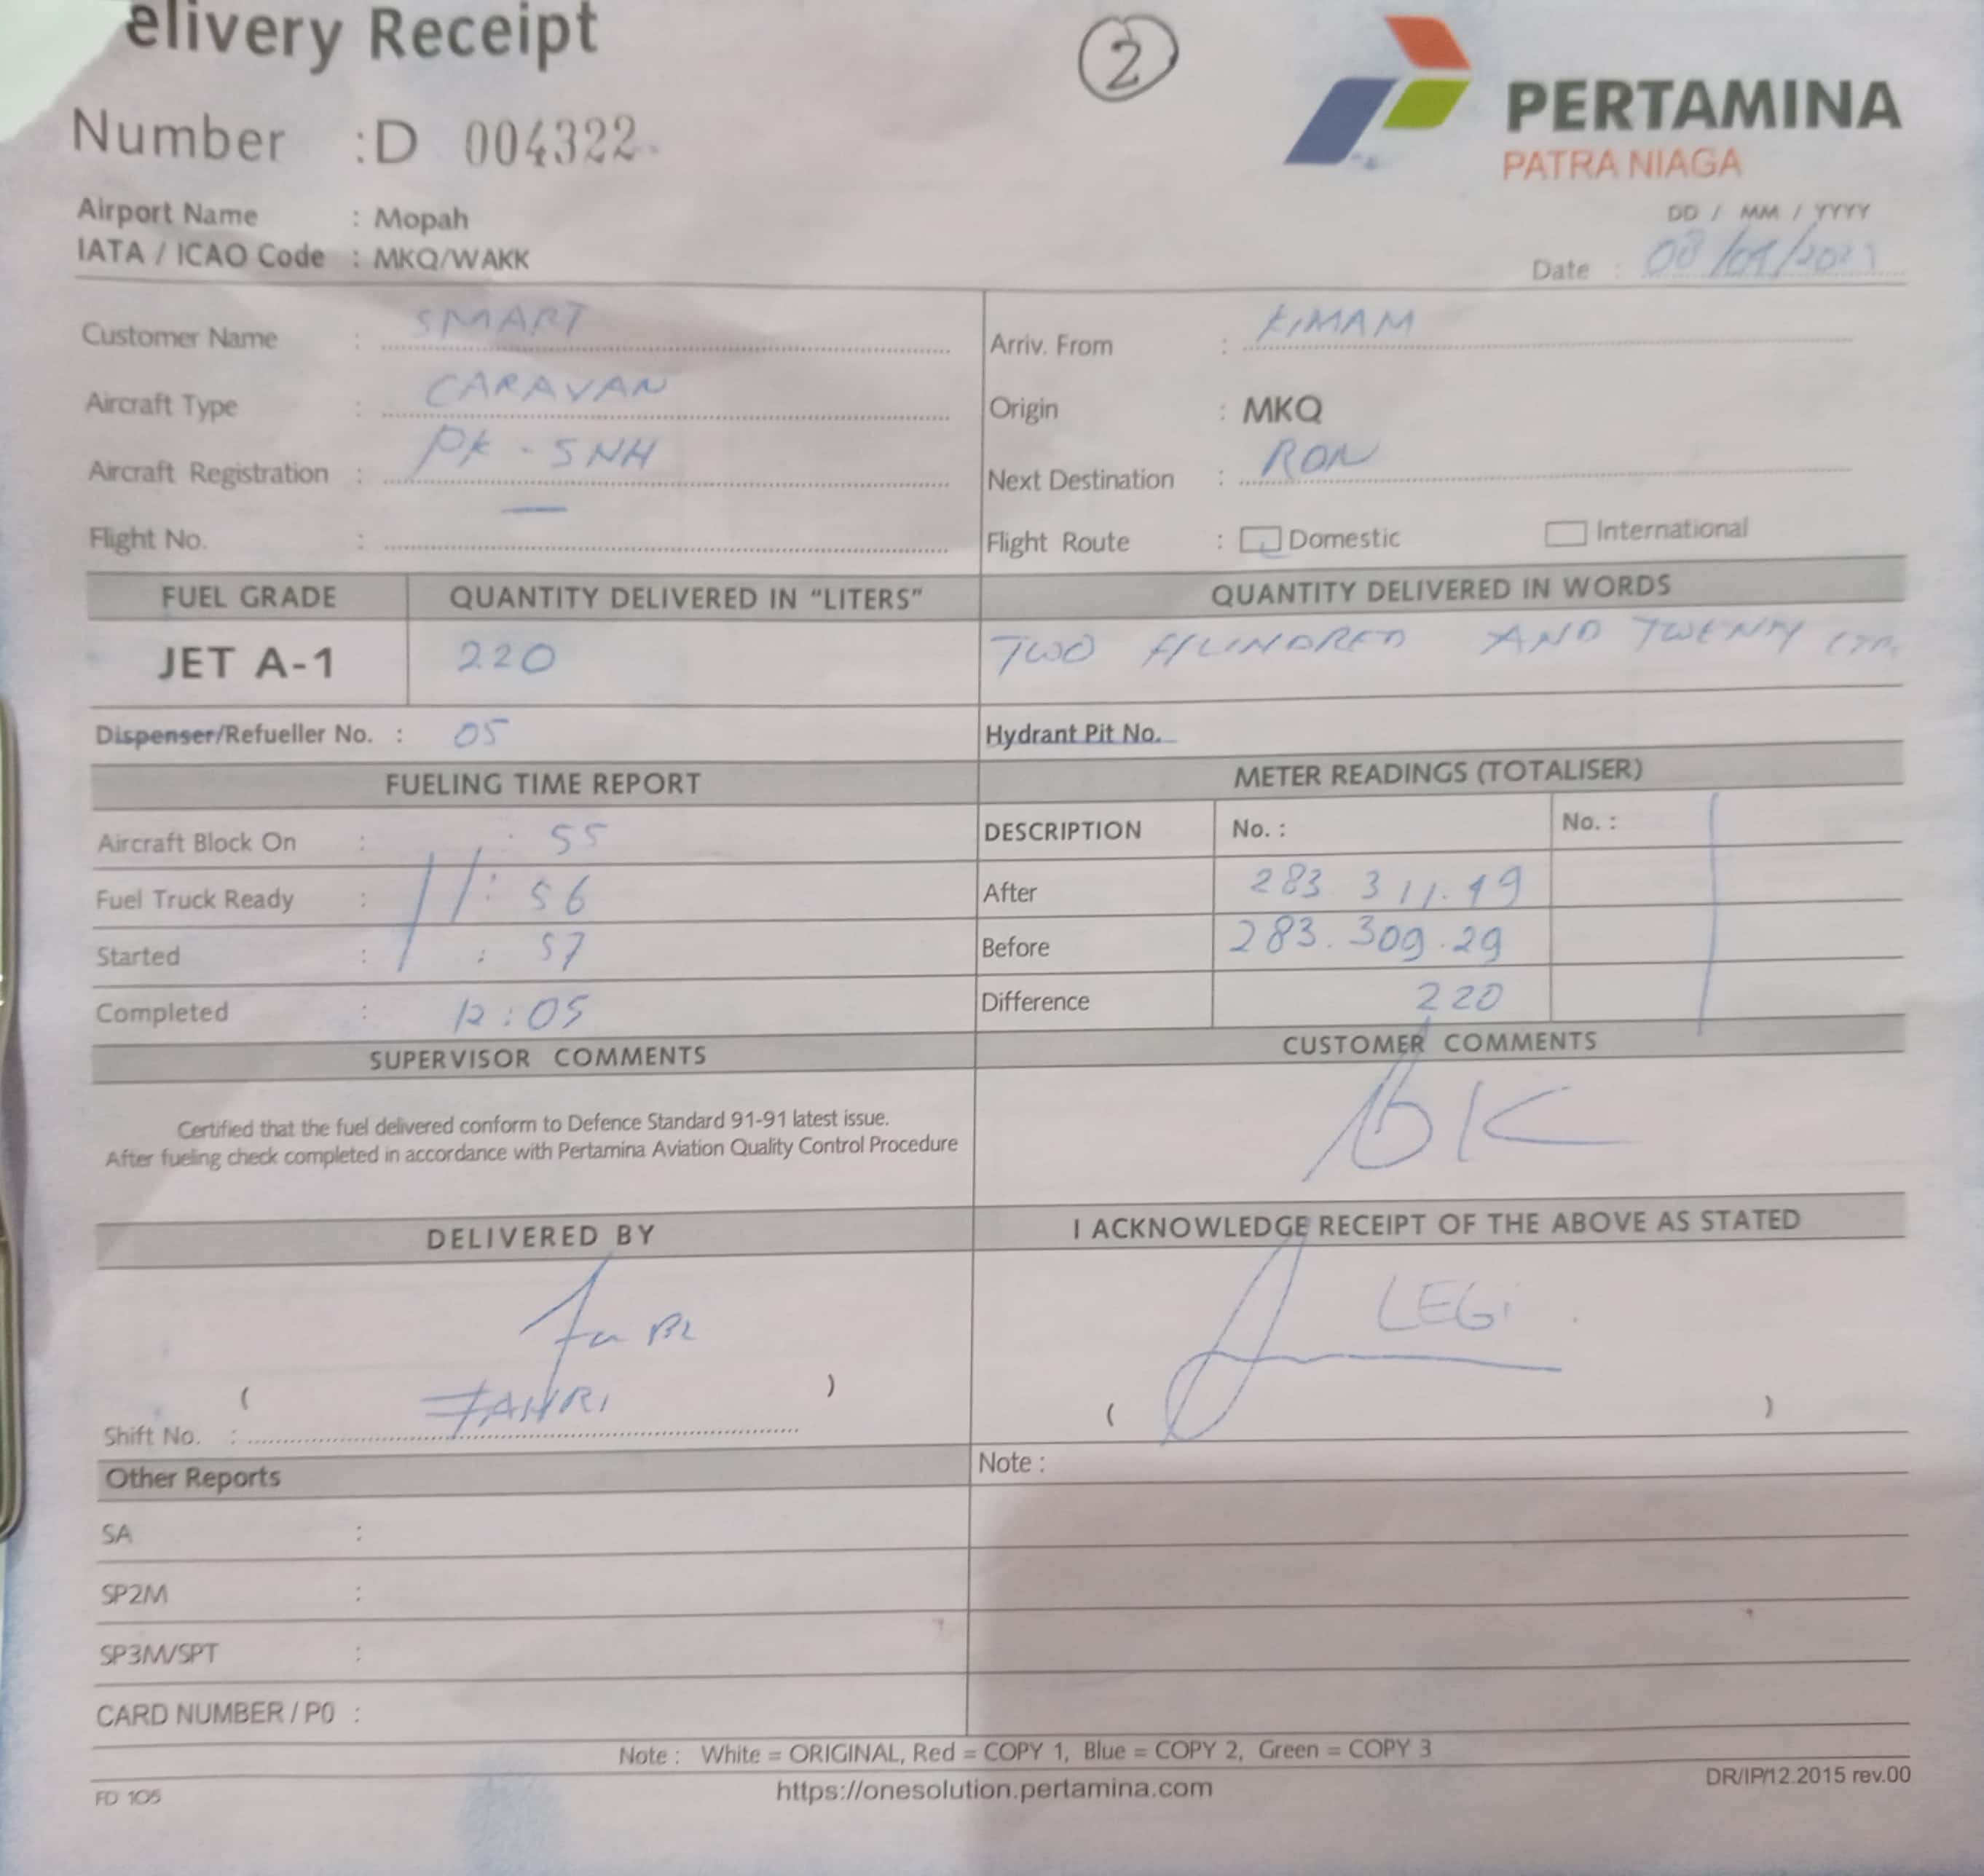 elivery Receipt
2
PERTAMINA
PATRA NIAGA
Number : D 004322
Airport Name : Mopah
IATA / ICAO Code : MKQ/WAKK
DD / MM / YYYY
Date :
Customer Name : SMART
Aircraft Type : CARAVAN
Aircraft Registration : PK - SNH
Flight No. :
Arriv. From : KIMAM
Origin : MKQ
Next Destination : RON
Flight Route : Domestic International
FUEL GRADE QUANTITY DELIVERED IN "LITERS" QUANTITY DELIVERED IN WORDS
JET A-1 220 TWO HUNDRED AND TWENTY LTR
Dispenser/Refueller No. : 05 Hydrant Pit No.
FUELING TIME REPORT
Aircraft Block On : : 55
Fuel Truck Ready : 11 : 56
Started : : 57
Completed : 12 : 05
METER READINGS (TOTALISER)
DESCRIPTION No. : No. :
After 283 311.49
Before 283.309.29
Difference 220
SUPERVISOR COMMENTS
Certified that the fuel delivered conform to Defence Standard 91-91 latest issue.
After fueling check completed in accordance with Pertamina Aviation Quality Control Procedure
CUSTOMER COMMENTS
OK
DELIVERED BY
( FAHRI )
Shift No. :
I ACKNOWLEDGE RECEIPT OF THE ABOVE AS STATED
LEGI
( )
Other Reports
SA :
SP2M :
SP3M/SPT :
CARD NUMBER / P0 :
Note :
Note : White = ORIGINAL, Red = COPY 1, Blue = COPY 2, Green = COPY 3
FD 105
https://onesolution.pertamina.com
DR/IP/12.2015 rev.00